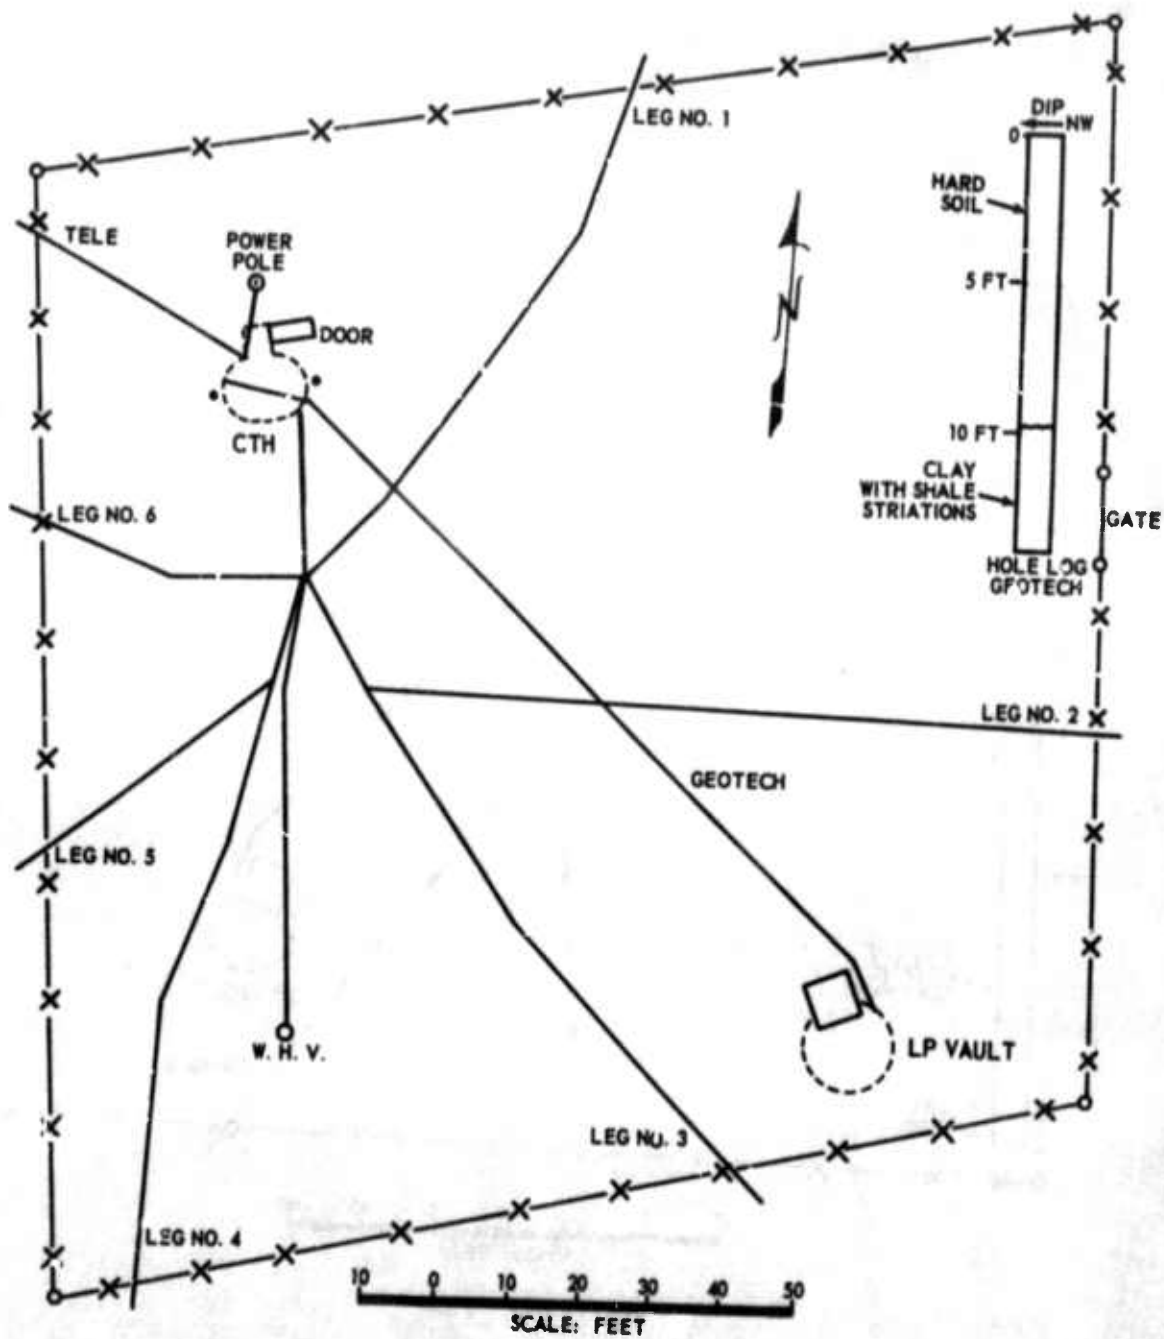 LEG NO. 1
DIP
NW
0
HARD
SOIL
TELE
POWER
POLE
N
5 FT
DOOR
CTH
10 FT
CLAY
WITH SHALE
STRIATIONS
LEG NO. 6
GATE
HOLE LOG
GEOTECH
LEG NO. 2
GEOTECH
LEG NO. 5
W. H. V.
LP VAULT
LEG NO. 3
LEG NO. 4
10 0 10 20 30 40 50
SCALE: FEET